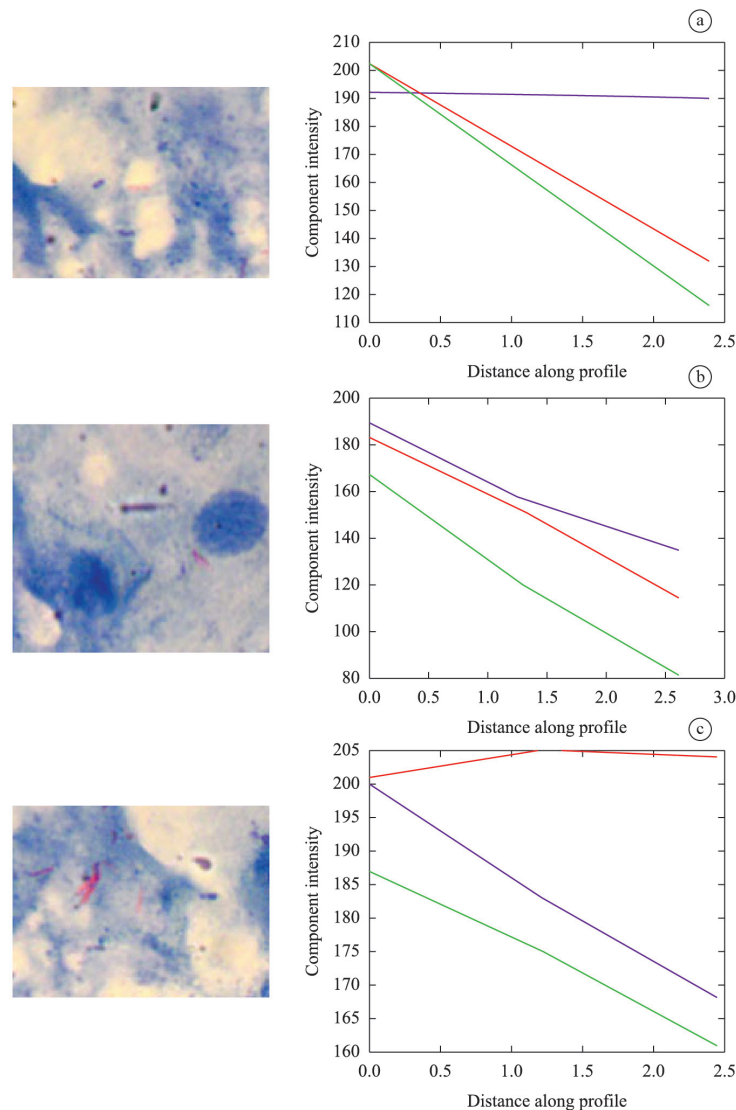 a
210
200
190
180
170
160
150
140
130
120
110
Component intensity
0.0 0.5 1.0 1.5 2.0 2.5
Distance along profile
b
200
180
160
140
120
100
80
Component intensity
0.0 0.5 1.0 1.5 2.0 2.5 3.0
Distance along profile
c
205
200
195
190
185
180
175
170
165
160
Component intensity
0.0 0.5 1.0 1.5 2.0 2.5
Distance along profile